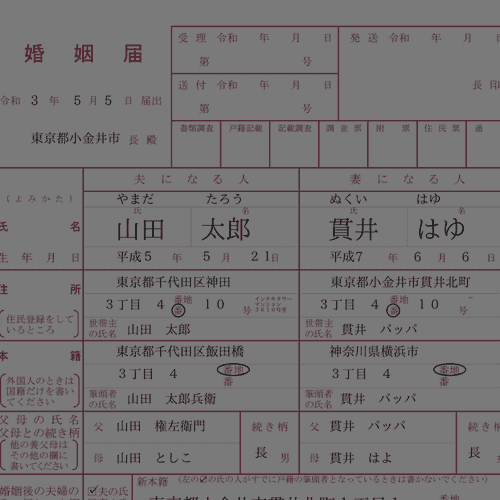 婚姻届
受理 令和 年 月 日
第 号
発送 令和 年 月 日
送付 令和 年 月 日
第 号
長印
令和 3 年 5 月 5 日 届出
東京都小金井市 長 殿
書類調査 戸籍記載 記載調査 調査票 附票 住民票 通
夫になる人 妻になる人
(よみかた) やまだ たろう ぬくい はゆ
氏 名 氏 名
氏名 山田 太郎 貫井 はゆ
生年月日 平成5 年 5 月 21 日 平成7 年 6 月 6 日
住所 東京都千代田区神田 東京都小金井市貫井北町
3丁目 4 番地 番 10 号 3丁目 4 番地 番 10 号
(住民登録をしているところ)
世帯主の氏名 山田 太郎 世帯主の氏名 貫井 パッパ
本籍 東京都千代田区飯田橋 神奈川県横浜市
3丁目 4 番地 番 3丁目 4 番地 番
(外国人のときは国籍だけを書いてください)
筆頭者の氏名 山田 太郎兵衛 筆頭者の氏名 貫井 パッパ
父母の氏名
父母との続き柄
(他の養父母はその他の欄に書いてください)
父 山田 権左衛門 続き柄 父 貫井 パッパ 続き柄
母 山田 としこ 長 男 母 貫井 はよ 長
婚姻後の夫婦の
☑夫の氏 新本籍 (左の☑の氏の人がすでに戸籍の筆頭者となっているときは書かないでください)